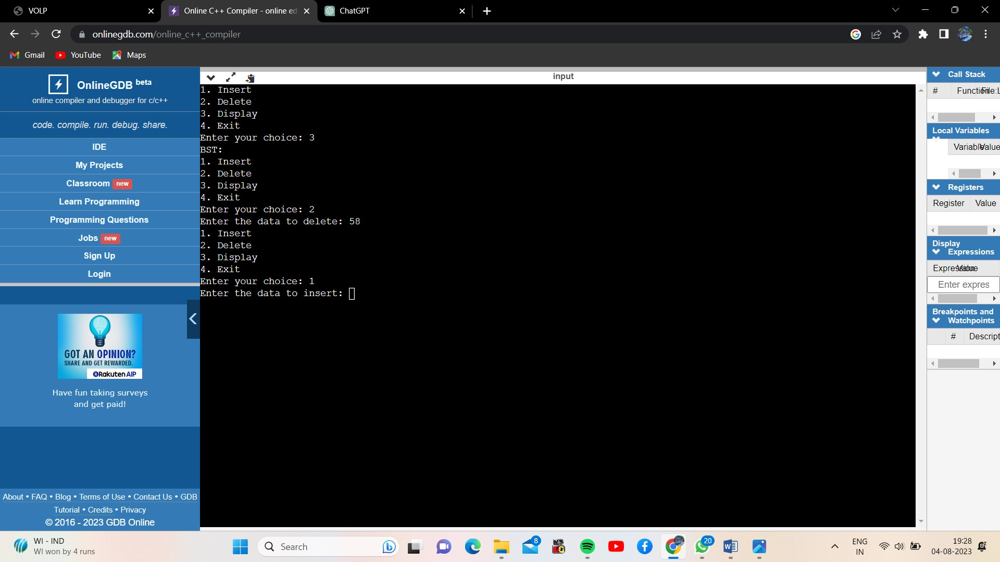 VOLP
Online C++ Compiler - online ed
ChatGPT
onlinegdb.com/online_c++_compiler
Gmail
YouTube
Maps
OnlineGDB beta
online compiler and debugger for c/c++
code. compile. run. debug. share.
IDE
My Projects
Classroom new
Learn Programming
Programming Questions
Jobs new
Sign Up
Login
GOT AN OPINION?
SHARE AND GET REWARDED.
Rakuten AIP
Have fun taking surveys
and get paid!
About • FAQ • Blog • Terms of Use • Contact Us • GDB
Tutorial • Credits • Privacy
© 2016 - 2023 GDB Online
input
1. Insert
2. Delete
3. Display
4. Exit
Enter your choice: 3
BST:
1. Insert
2. Delete
3. Display
4. Exit
Enter your choice: 2
Enter the data to delete: 58
1. Insert
2. Delete
3. Display
4. Exit
Enter your choice: 1
Enter the data to insert:
Call Stack
# Function File:L
Local Variables
Variable Value
Registers
Register Value
Display
Expressions
Expression Value
Enter expres
Breakpoints and
Watchpoints
# Descript
WI - IND
WI won by 4 runs
Search
8
20
ENG
IN
19:28
04-08-2023